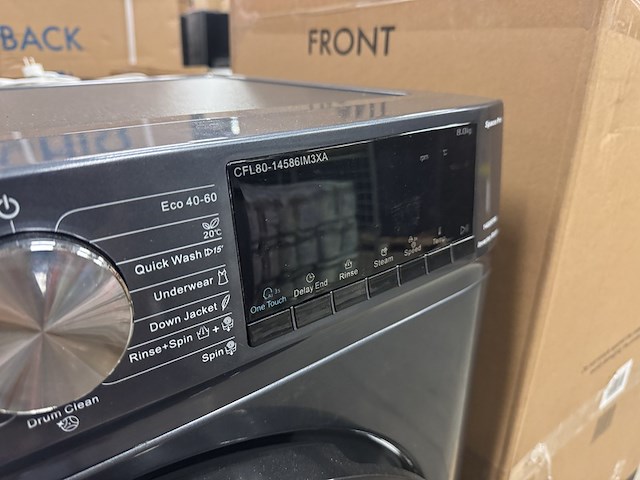 BACK
FRONT
8.0kg
CFL80-14586IM3XA
Eco 40-60
20℃
Quick Wash 15'
Underwear
Down Jacket
Rinse+Spin +
Spin
Drum Clean
3s
One Touch
Delay End
Rinse
Steam
Speed
Temp.